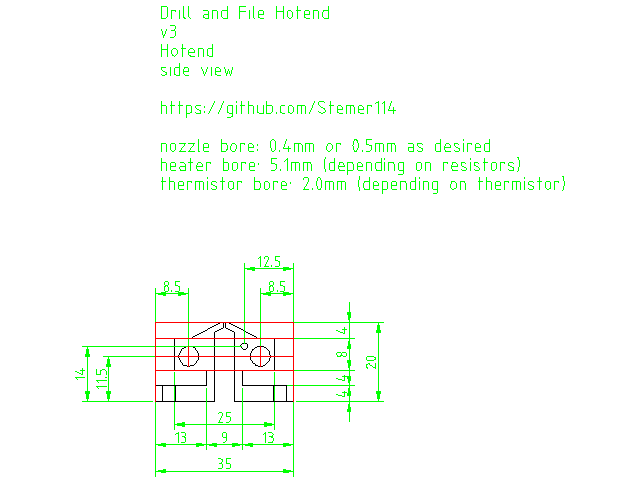 Drill and File Hotend
v3
Hotend
side view
https://github.com/Stemer114
nozzle bore: 0.4mm or 0.5mm as desired
heater bore: 5.1mm (depending on resistors)
thermistor bore: 2.0mm (depending on thermistor)
12.5
8.5
8.5
4
8
20
14
11.5
4
4
25
13
9
13
35